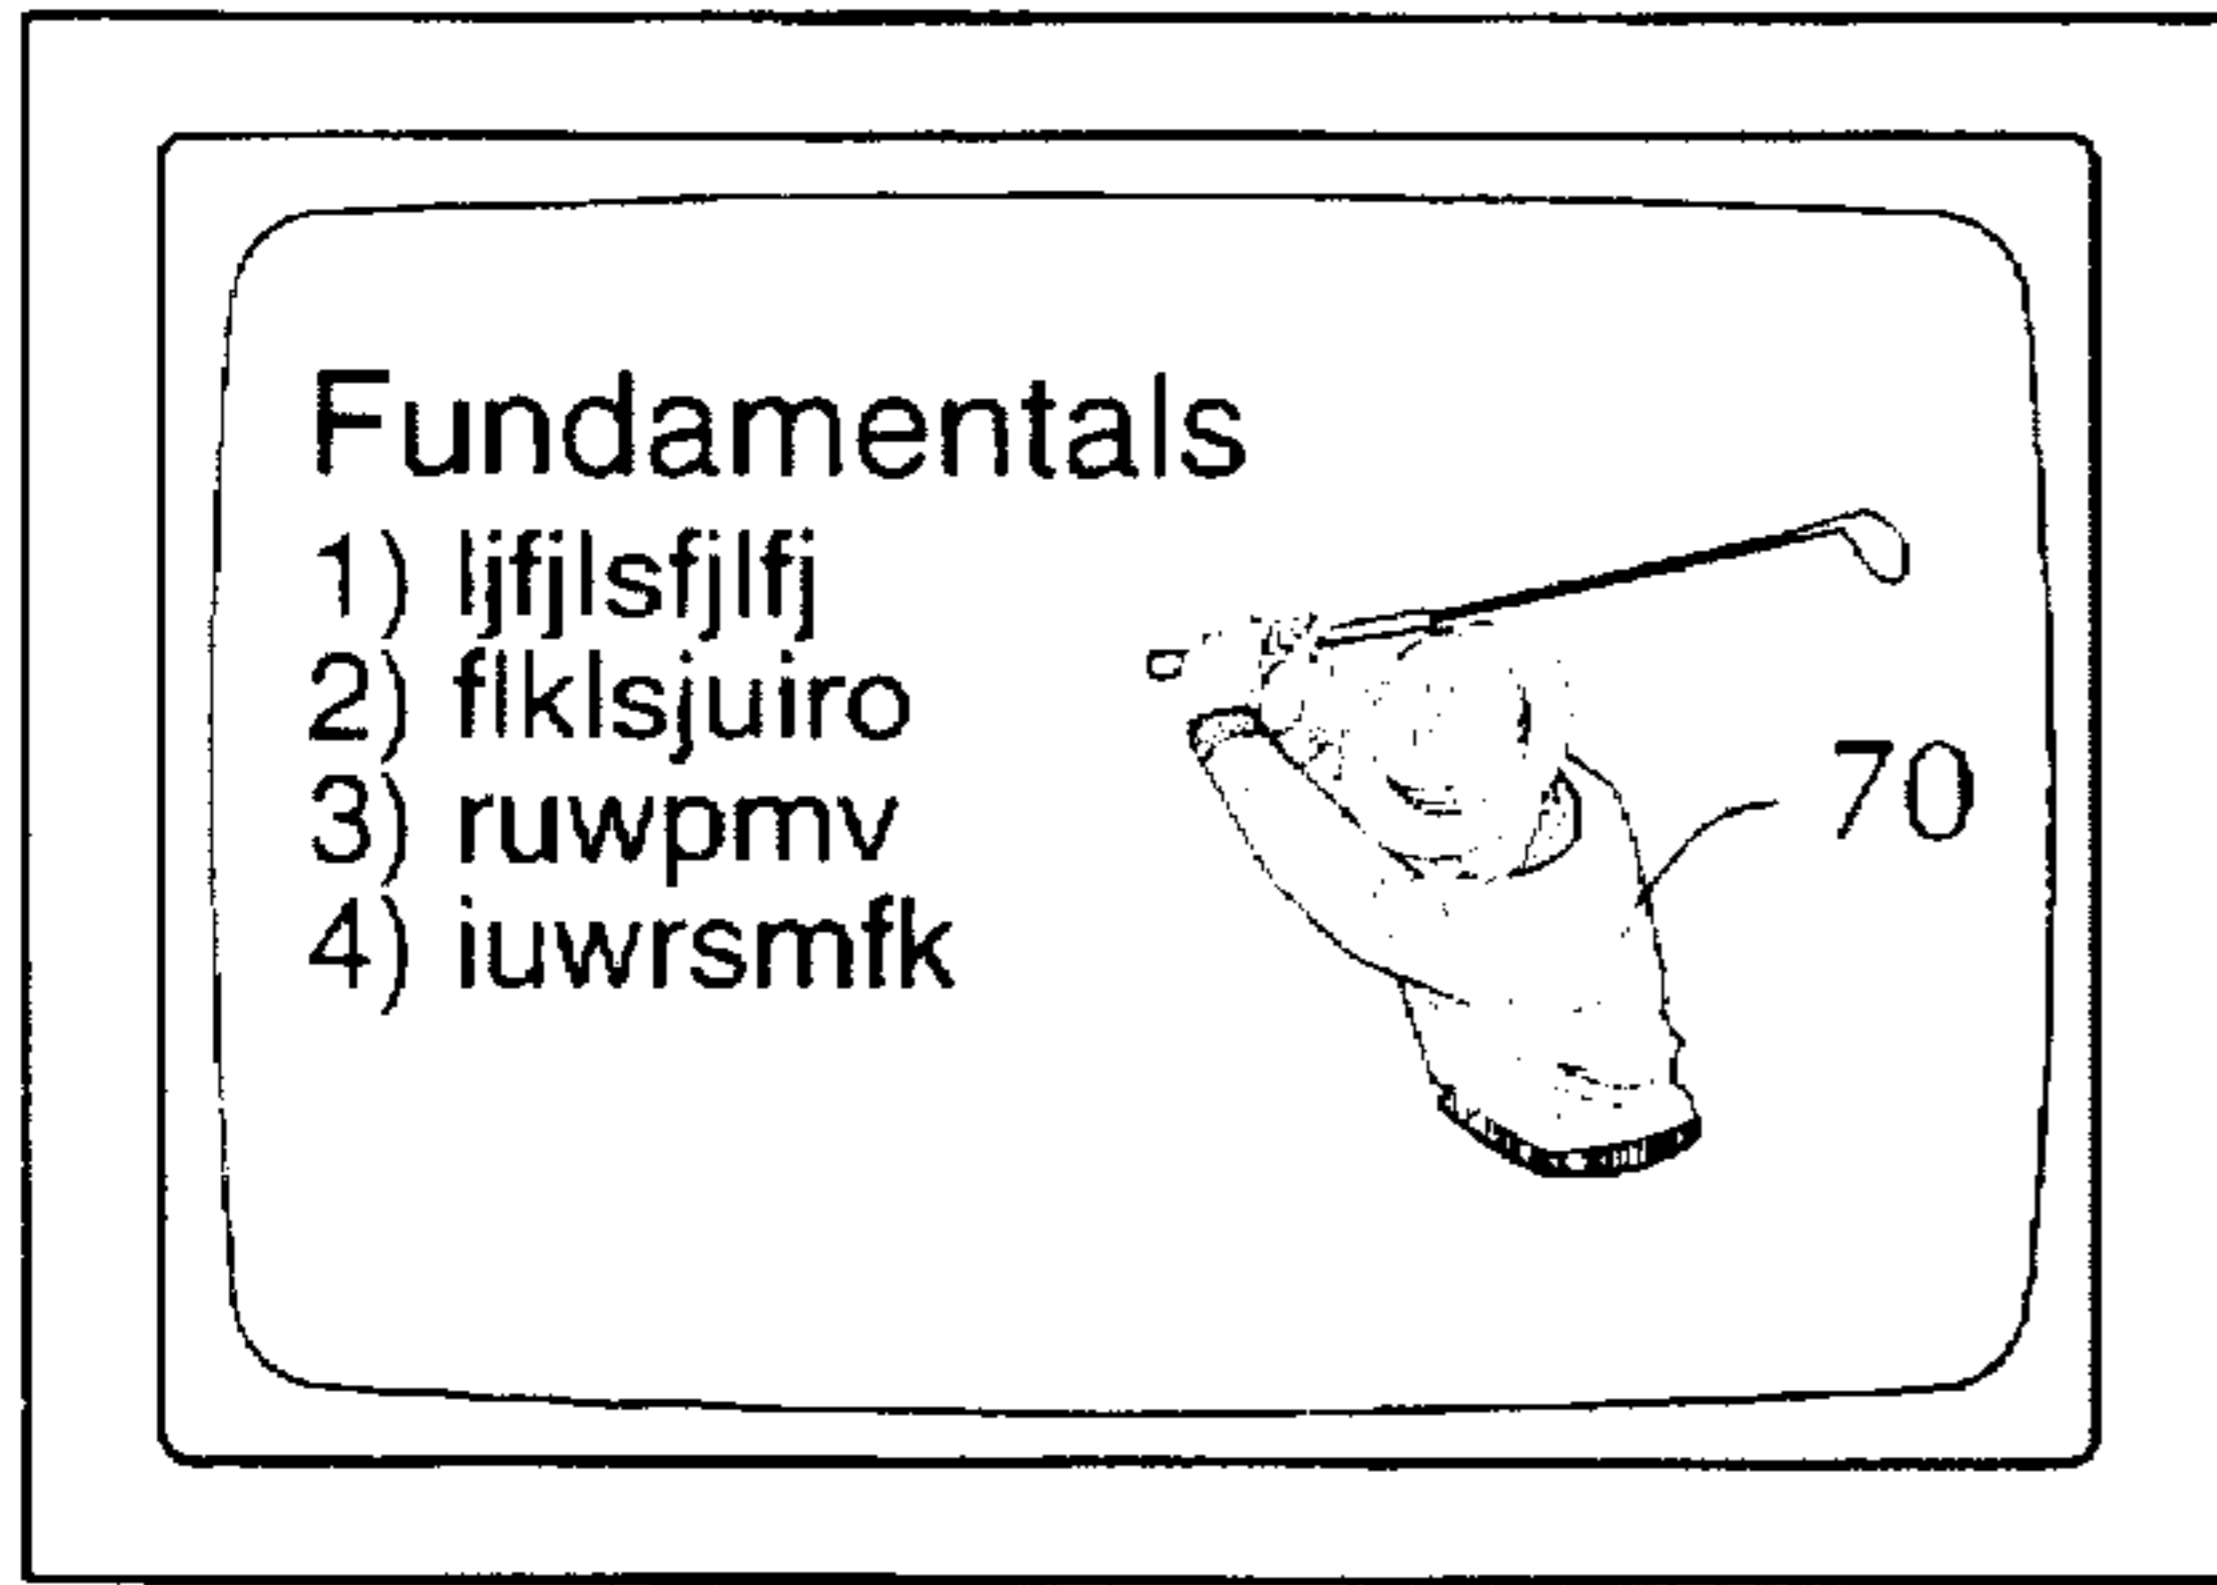 Fundamentals
1) ljfjlsfjlfj
2) flklsjuiro
3) ruwpmv
4) iuwrsmfk
70